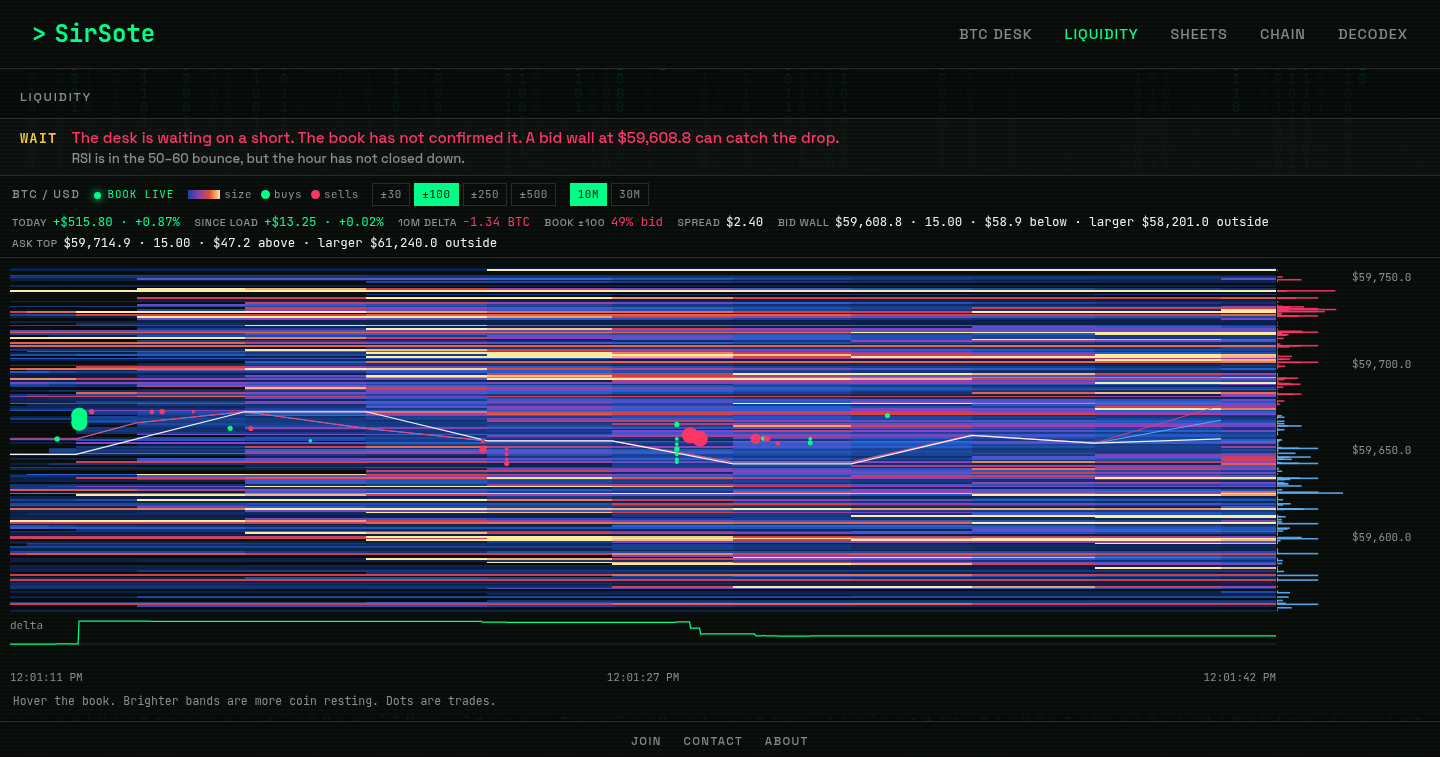 > SirSote
BTC DESK LIQUIDITY SHEETS CHAIN DECODEX
LIQUIDITY
WAIT The desk is waiting on a short. The book has not confirmed it. A bid wall at $59,608.8 can catch the drop.
RSI is in the 50–60 bounce, but the hour has not closed down.
BTC / USD BOOK LIVE size buys sells ±30 ±100 ±250 ±500 10M 30M
TODAY +$515.80 · +0.87% SINCE LOAD +$13.25 · +0.02% 10M DELTA -1.34 BTC BOOK ±100 49% bid SPREAD $2.40 BID WALL $59,608.8 · 15.00 · $58.9 below · larger $58,201.0 outside
ASK TOP $59,714.9 · 15.00 · $47.2 above · larger $61,240.0 outside
$59,750.0
$59,700.0
$59,650.0
$59,600.0
delta
12:01:11 PM 12:01:27 PM 12:01:42 PM
Hover the book. Brighter bands are more coin resting. Dots are trades.
JOIN CONTACT ABOUT